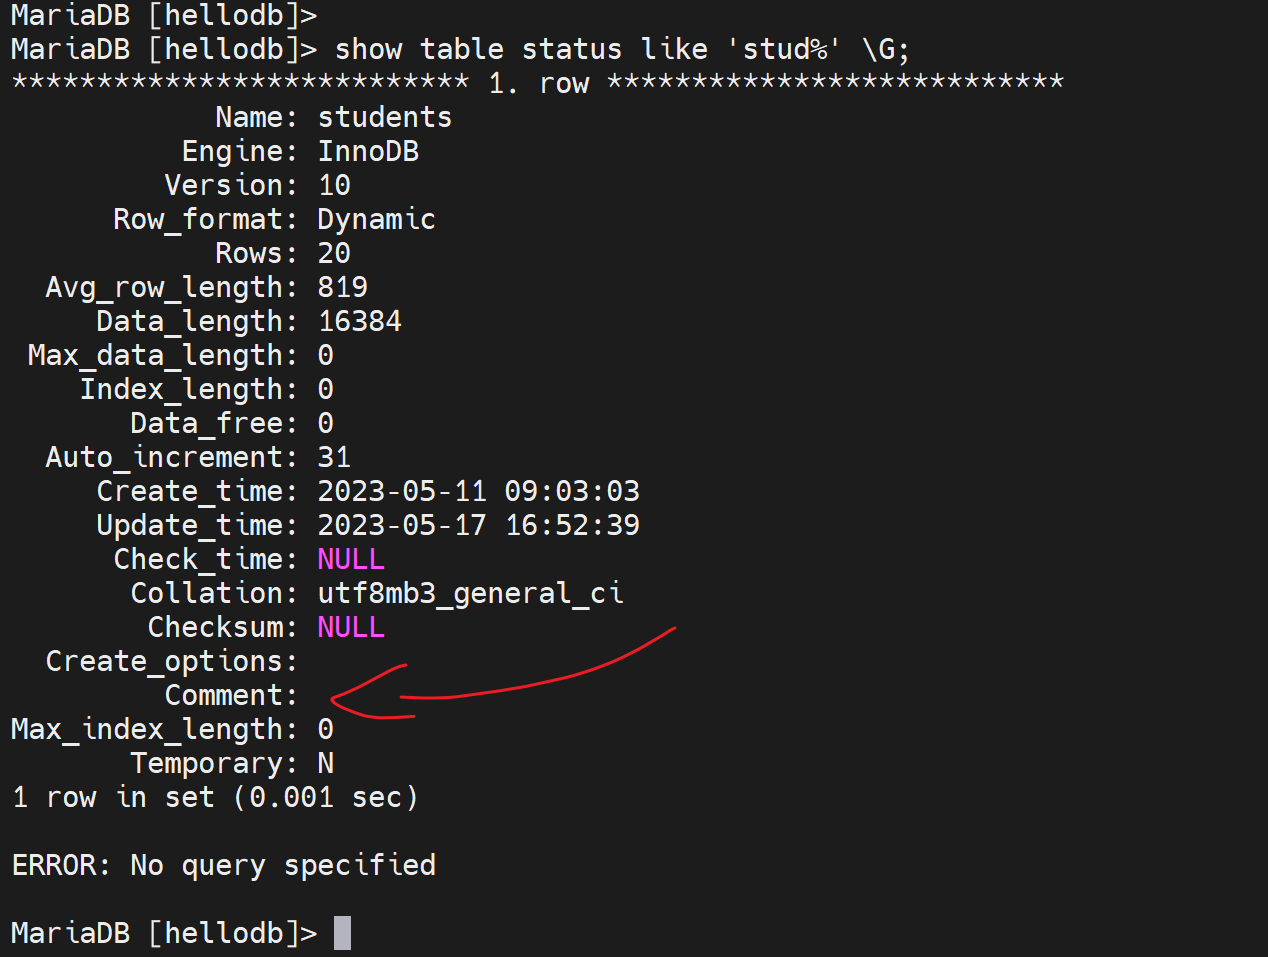 MariaDB [hellodb]>
MariaDB [hellodb]> show table status like 'stud%' \G;
*************************** 1. row ***************************
Name: students
Engine: InnoDB
Version: 10
Row_format: Dynamic
Rows: 20
Avg_row_length: 819
Data_length: 16384
Max_data_length: 0
Index_length: 0
Data_free: 0
Auto_increment: 31
Create_time: 2023-05-11 09:03:03
Update_time: 2023-05-17 16:52:39
Check_time: NULL
Collation: utf8mb3_general_ci
Checksum: NULL
Create_options:
Comment:
Max_index_length: 0
Temporary: N
1 row in set (0.001 sec)
ERROR: No query specified
MariaDB [hellodb]>